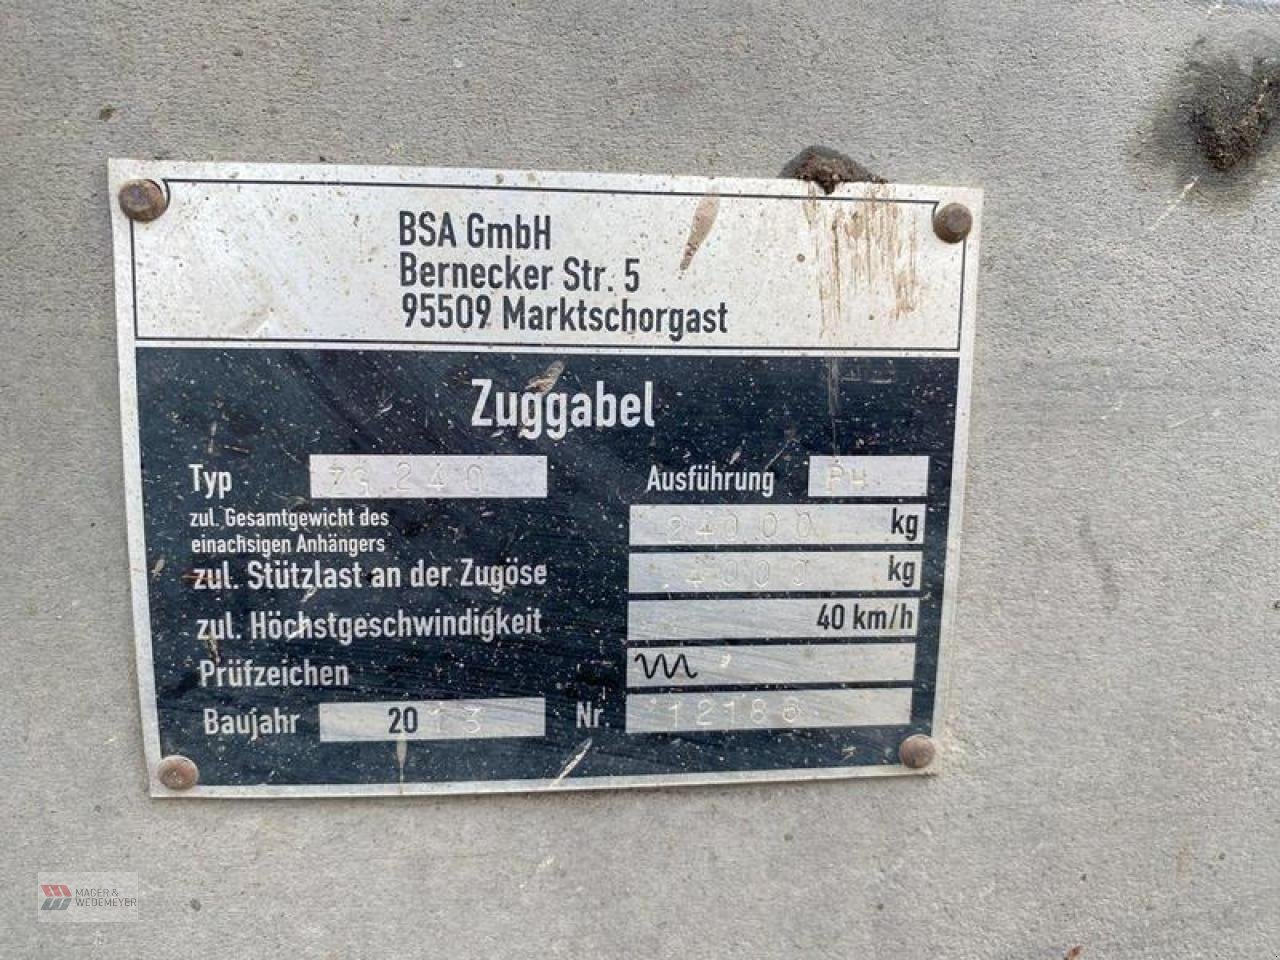 BSA GmbH
Bernecker Str. 5
95509 Marktschorgast
Zuggabel
Typ ZG 240 Ausführung PH
zul. Gesamtgewicht des
einachsigen Anhängers 24000 kg
zul. Stützlast an der Zugöse 4000 kg
zul. Höchstgeschwindigkeit 40 km/h
Prüfzeichen
Baujahr 2013 Nr.
MAGER &
WEDEMEYER